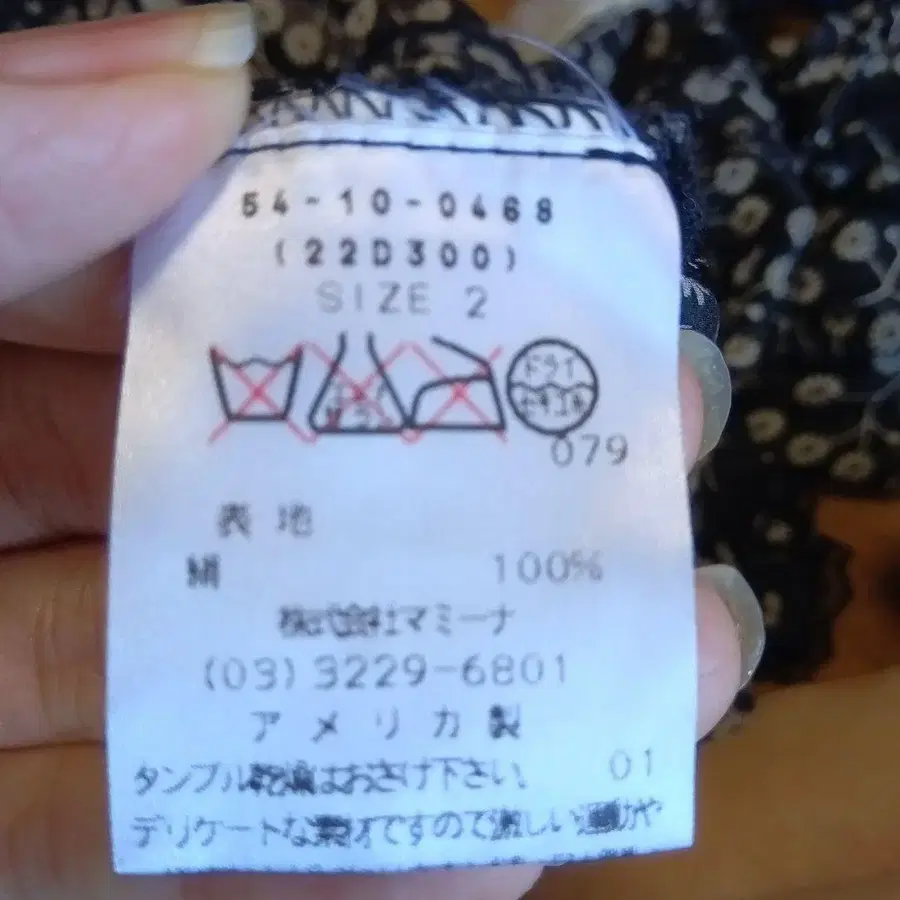 54-10-0468
(22D300)
SIZE 2
ドライ
セキユ系
079
表地
絹 100%
株式会社マミーナ
(03)3229-6801
アメリカ製
タンブル乾燥はおさけ下さい。 01
デリケートな素材ですので激しい運動や